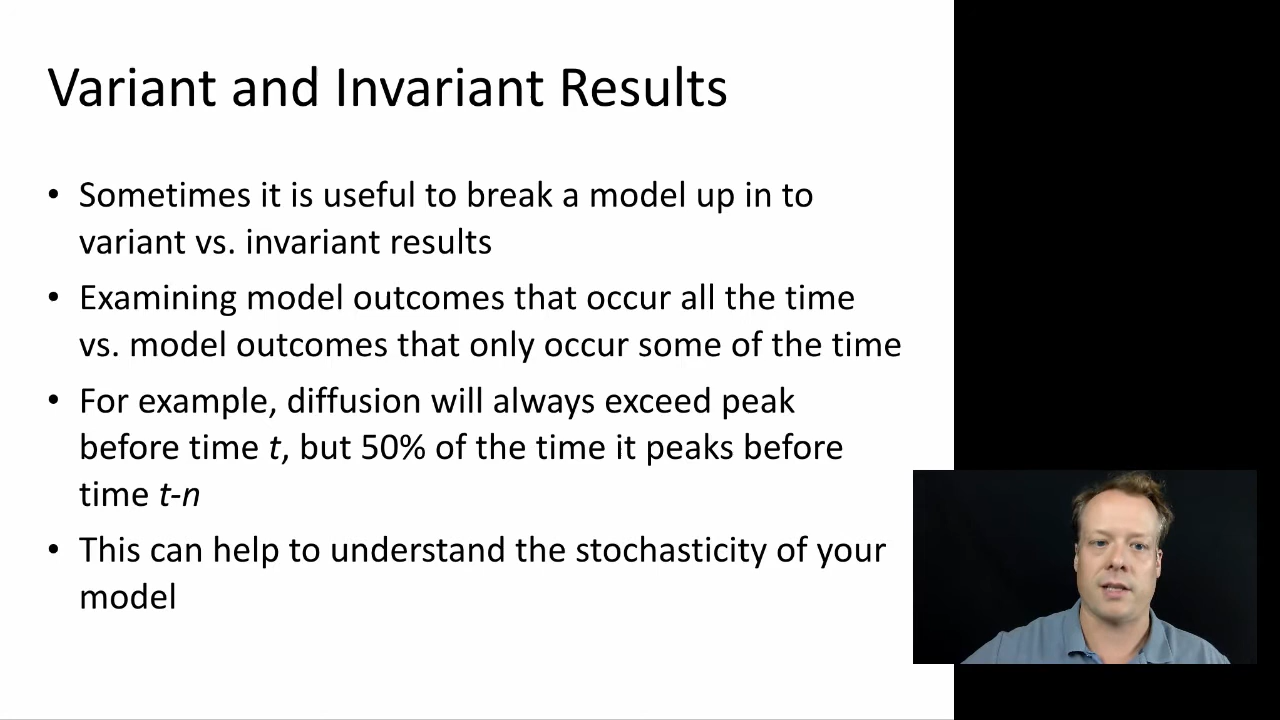 Variant and Invariant Results
• Sometimes it is useful to break a model up in to
variant vs. invariant results
• Examining model outcomes that occur all the time
vs. model outcomes that only occur some of the time
• For example, diffusion will always exceed peak
before time t, but 50% of the time it peaks before
time t-n
• This can help to understand the stochasticity of your
model